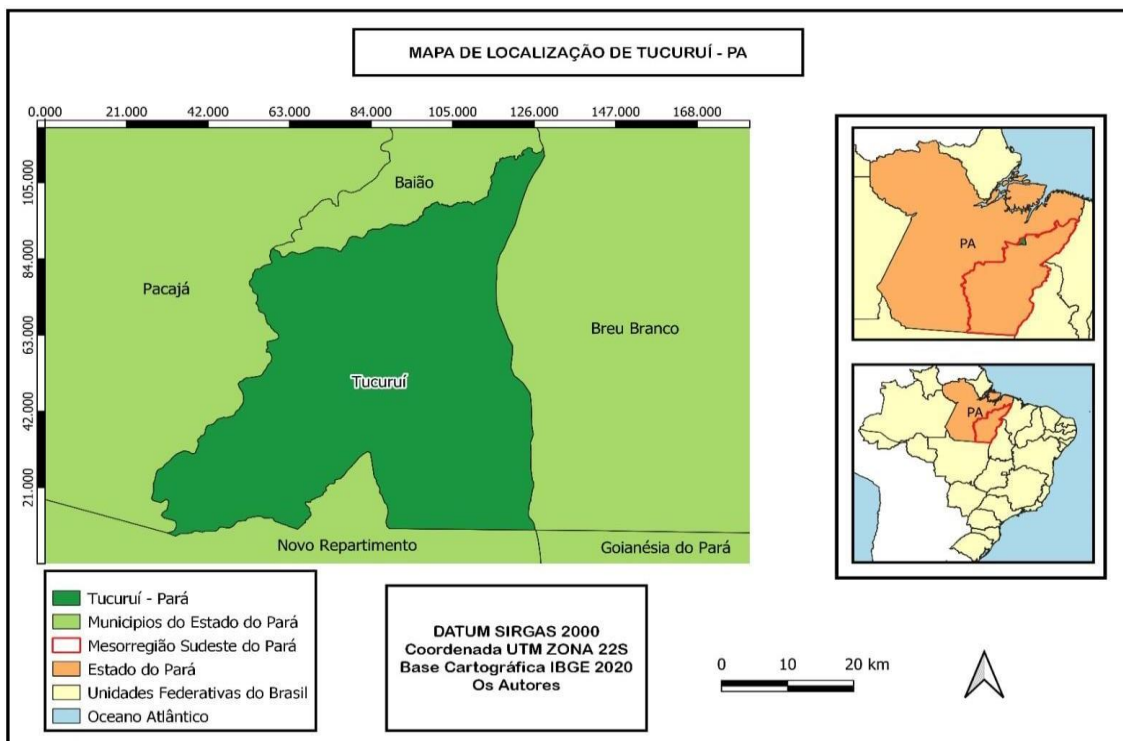 MAPA DE LOCALIZAÇÃO DE TUCURUÍ - PA
0.000 21.000 42.000 63.000 84.000 105.000 126.000 147.000 168.000
105.000
84.000
63.000
42.000
21.000
Baião
Pacajá
Breu Branco
Tucuruí
Novo Repartimento
Goianésia do Pará
PA
PA
Tucuruí - Pará
Municipios do Estado do Pará
Mesorregião Sudeste do Pará
Estado do Pará
Unidades Federativas do Brasil
Oceano Atlântico
DATUM SIRGAS 2000
Coordenada UTM ZONA 22S
Base Cartográfica IBGE 2020
Os Autores
0 10 20 km